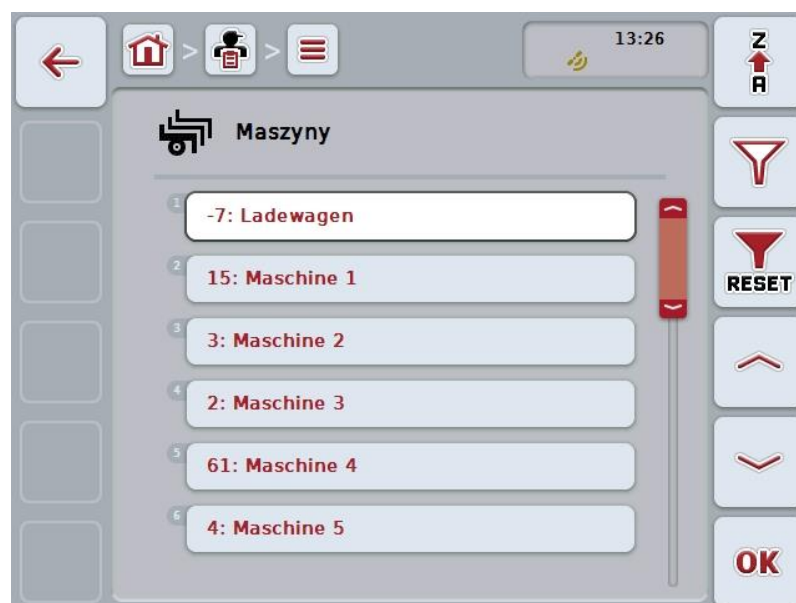 13:26
Z
A
Maszyny
1
-7: Ladewagen
2
15: Maschine 1
RESET
3
3: Maschine 2
4
2: Maschine 3
5
61: Maschine 4
6
4: Maschine 5
OK